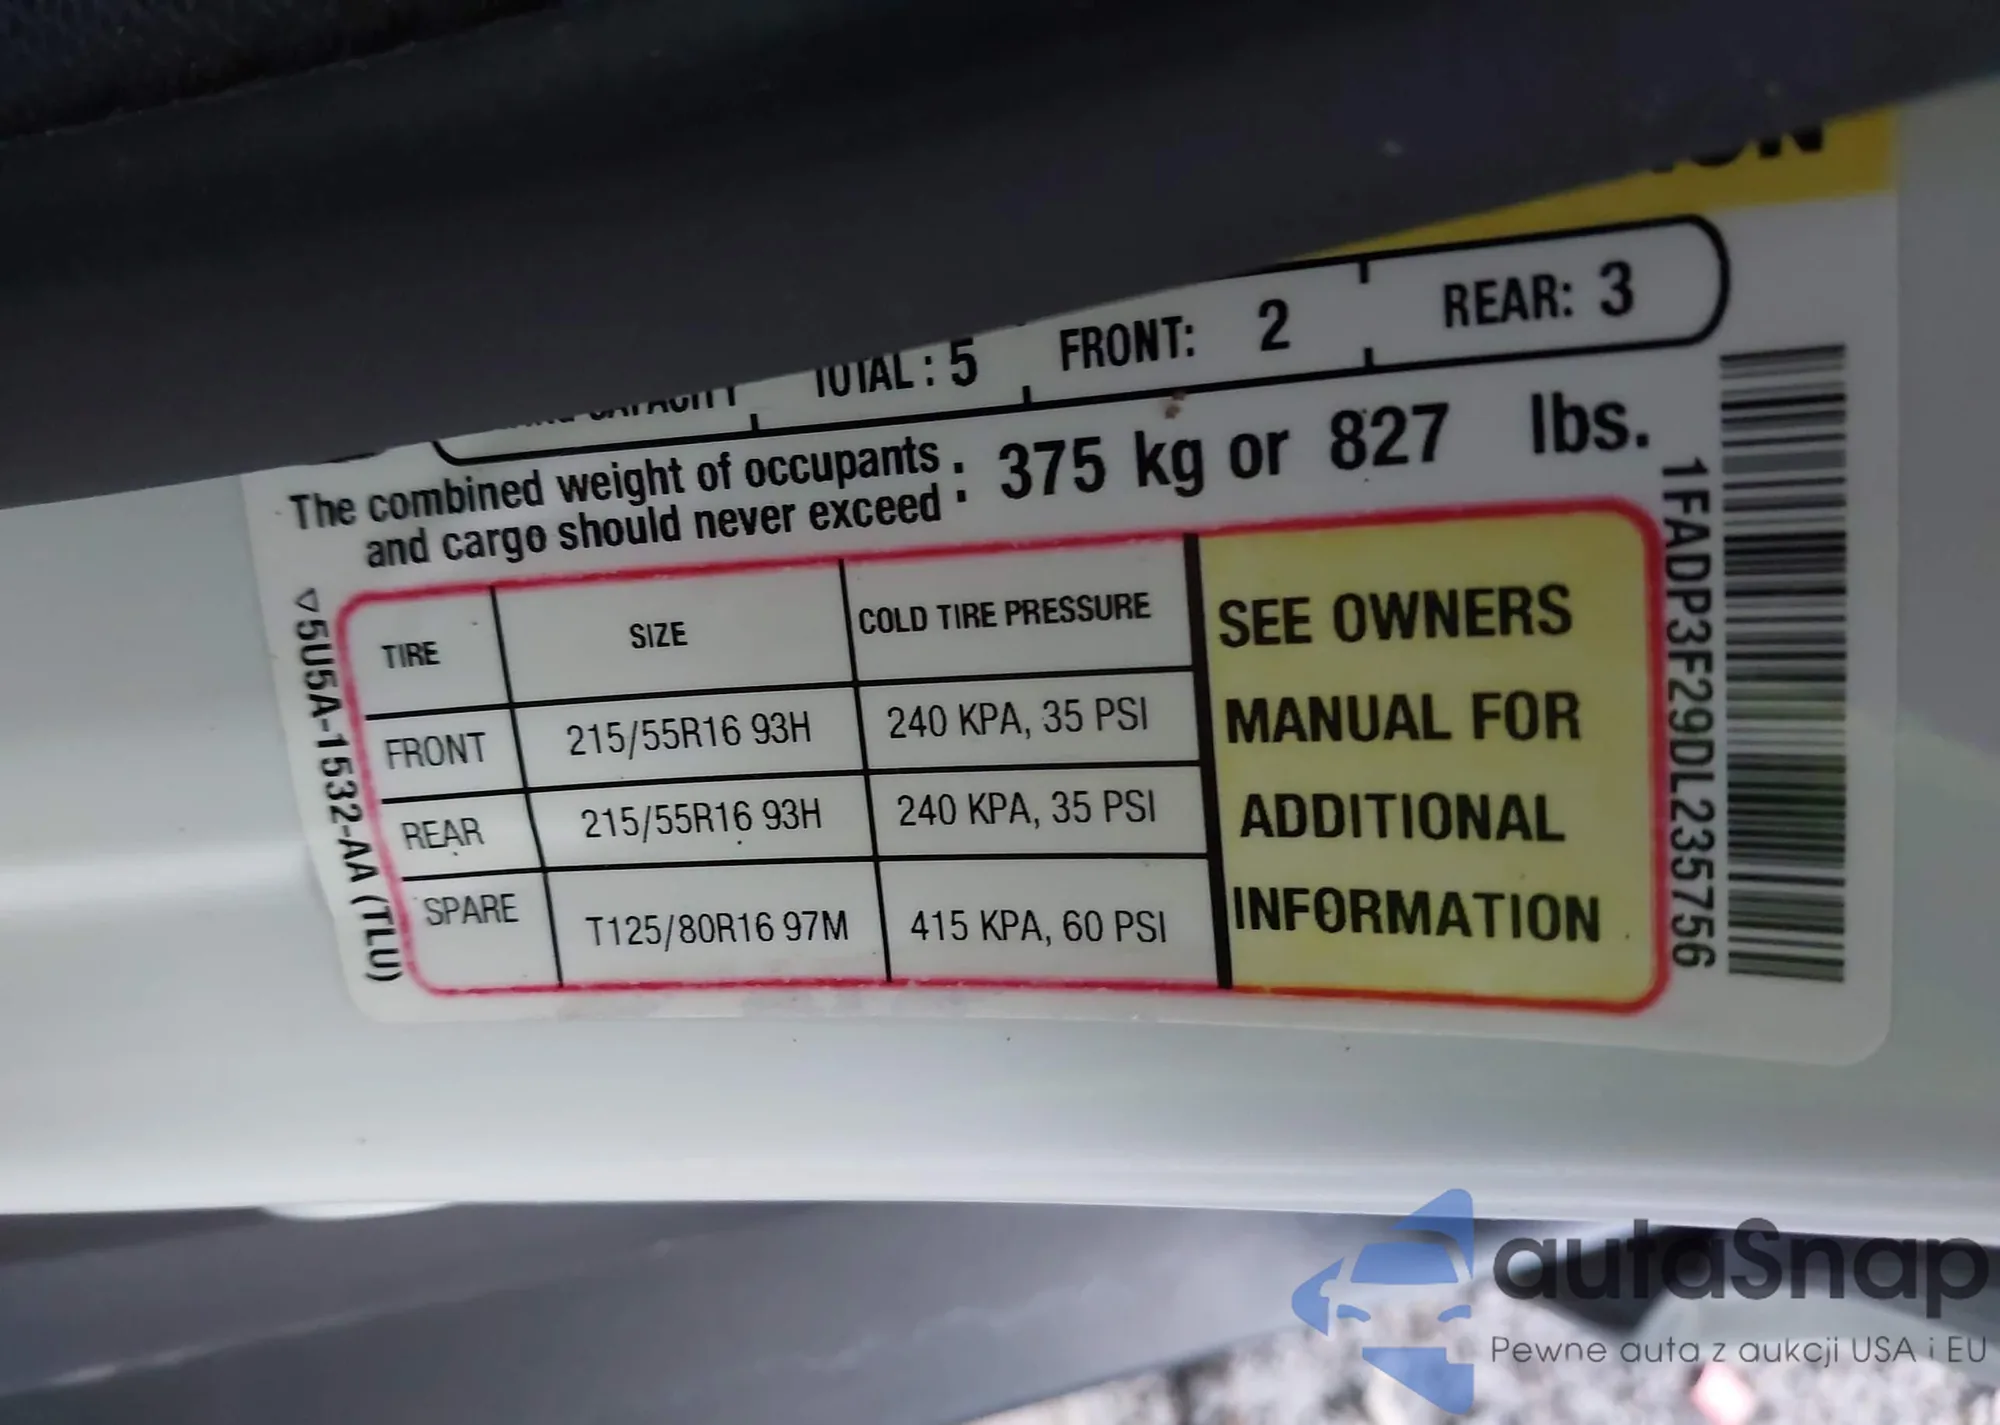 TOTAL : 5 FRONT: 2 REAR: 3
The combined weight of occupants
and cargo should never exceed : 375 kg or 827 lbs.
TIRE SIZE COLD TIRE PRESSURE
FRONT 215/55R16 93H 240 KPA, 35 PSI
REAR 215/55R16 93H 240 KPA, 35 PSI
SPARE T125/80R16 97M 415 KPA, 60 PSI
SEE OWNERS
MANUAL FOR
ADDITIONAL
INFORMATION
5U5A-1532-AA (TLU)
1FADP3F29DL235756
autaSnap
Pewne auta z aukcji USA i EU